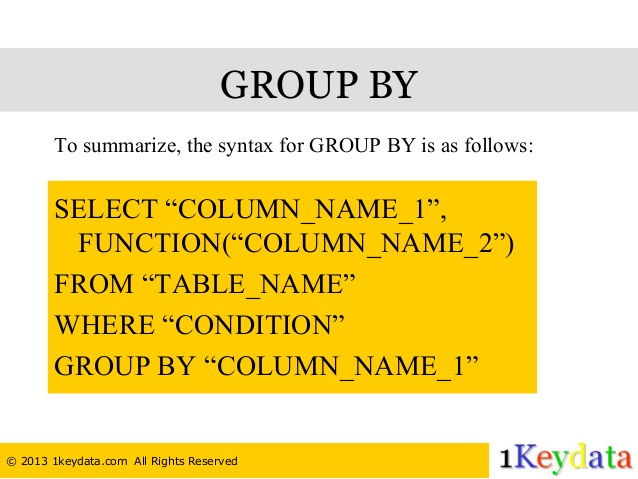 GROUP BY
To summarize, the syntax for GROUP BY is as follows:
SELECT “COLUMN_NAME_1”,
FUNCTION(“COLUMN_NAME_2”)
FROM “TABLE_NAME”
WHERE “CONDITION”
GROUP BY “COLUMN_NAME_1”
© 2013 1keydata.com All Rights Reserved
1Keydata